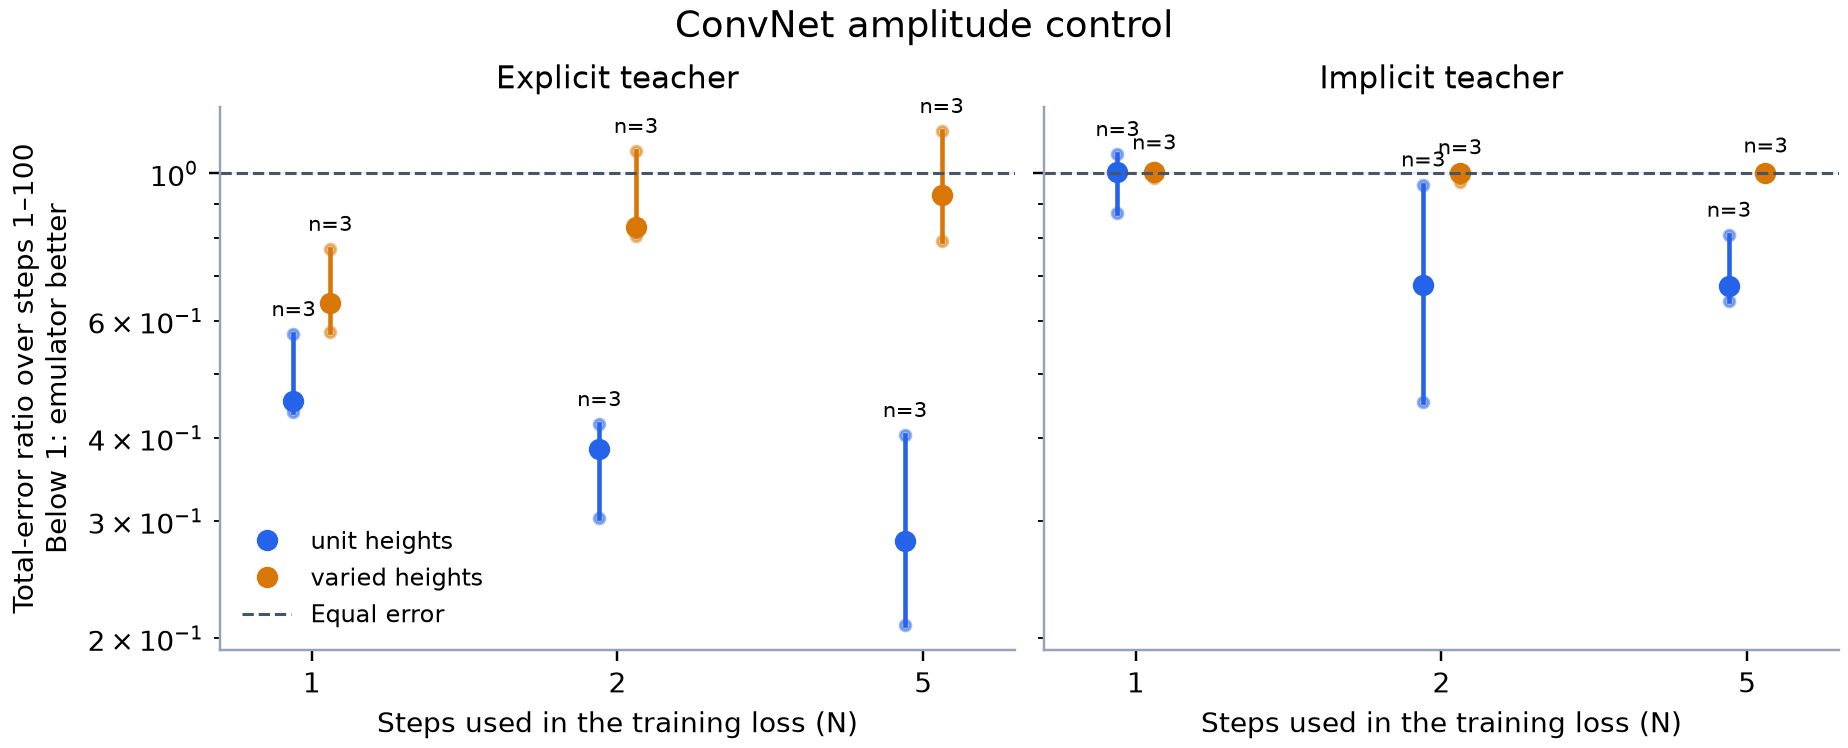 ConvNet amplitude control
Explicit teacher
Implicit teacher
Total-error ratio over steps 1–100
Below 1: emulator better
10⁰
6 × 10⁻¹
4 × 10⁻¹
3 × 10⁻¹
2 × 10⁻¹
n=3
n=3
n=3
n=3
n=3
n=3
unit heights
varied heights
Equal error
1
2
5
Steps used in the training loss (N)
n=3
n=3
n=3
n=3
n=3
n=3
1
2
5
Steps used in the training loss (N)